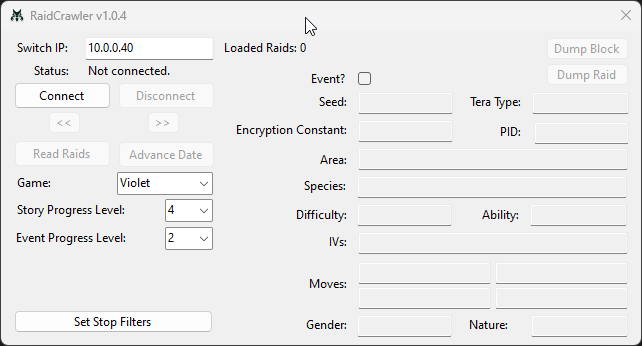 RaidCrawler v1.0.4
Switch IP: 10.0.0.40 Loaded Raids: 0 Dump Block
Status: Not connected. Event? Dump Raid
Connect Disconnect Seed: Tera Type:
<< >> Encryption Constant: PID:
Read Raids Advance Date Area:
Game: Violet Species:
Story Progress Level: 4 Difficulty: Ability:
Event Progress Level: 2 IVs:
Moves:
Set Stop Filters Gender: Nature: